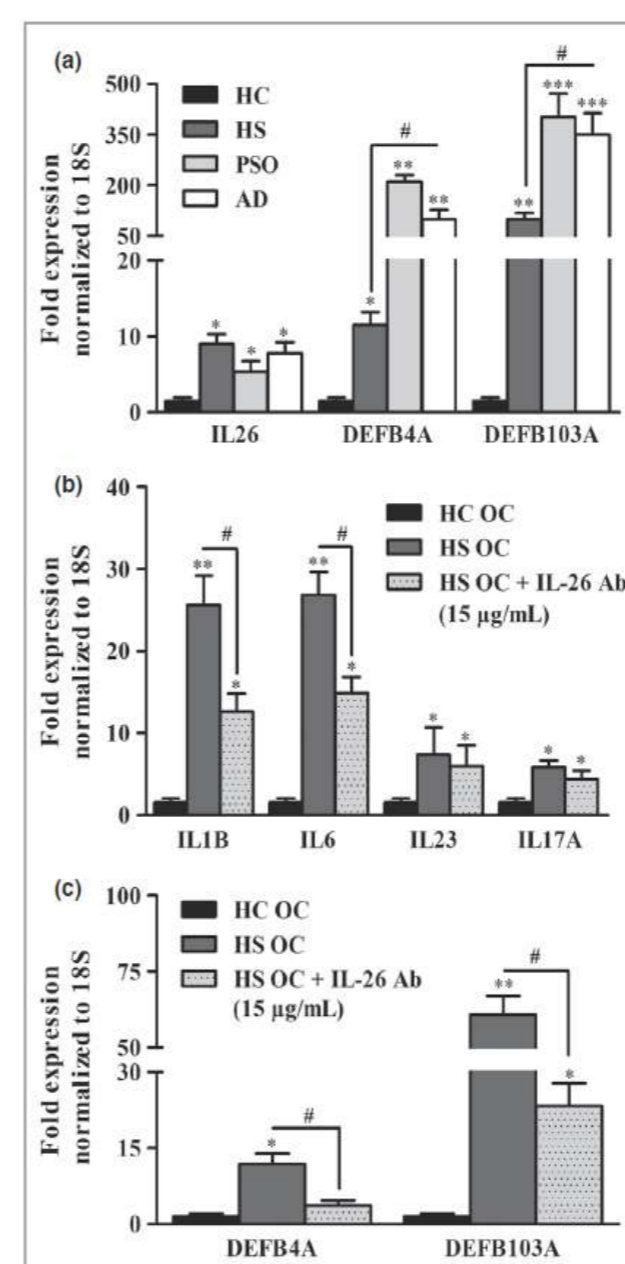 (a)
Fold expression
normalized to 18S
500
350
200
50
20
10
0
HC
HS
PSO
AD
* * *
* ** **
#
** *** ***
#
IL26 DEFB4A DEFB103A
(b)
Fold expression
normalized to 18S
40
30
20
10
0
HC OC
HS OC
HS OC + IL-26 Ab
(15 µg/mL)
** # *
** # *
* *
* *
IL1B IL6 IL23 IL17A
(c)
Fold expression
normalized to 18S
100
75
50
30
15
0
HC OC
HS OC
HS OC + IL-26 Ab
(15 µg/mL)
* #
** # *
DEFB4A DEFB103A